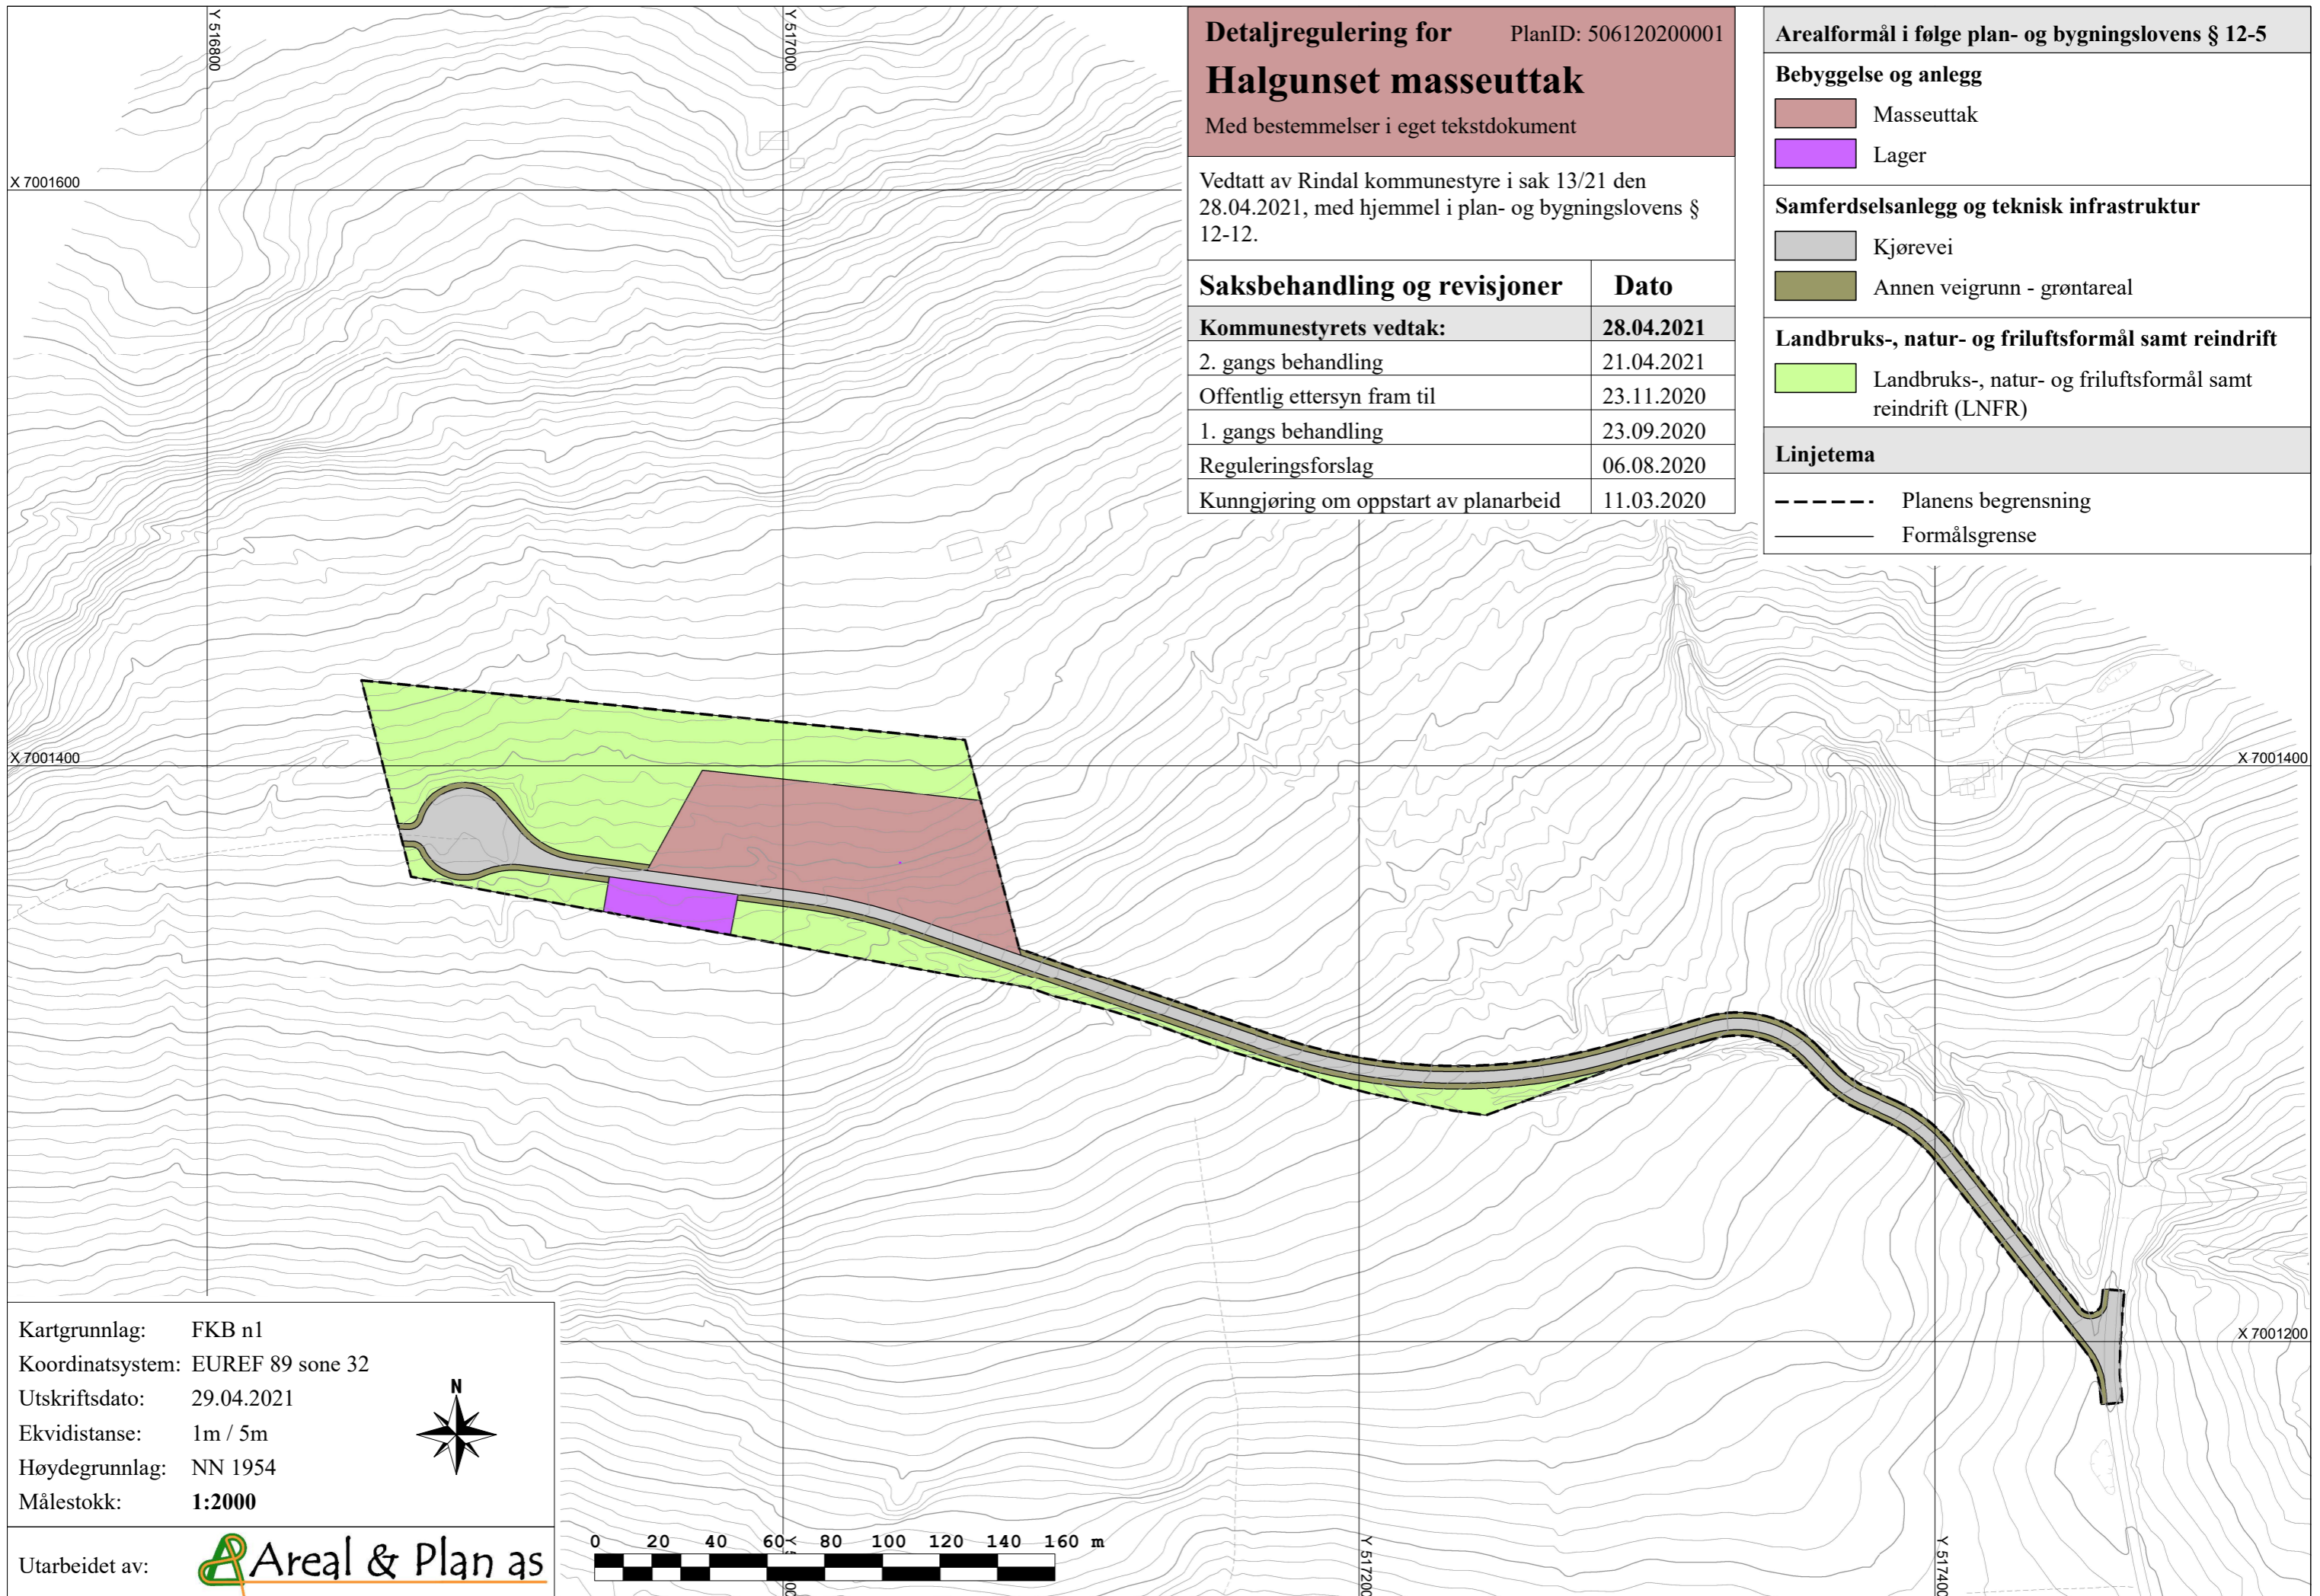 Y 516800
Y 517000
X 7001600
Detaljregulering for PlanID: 506120200001
Halgunset masseuttak
Med bestemmelser i eget tekstdokument
Vedtatt av Rindal kommunestyre i sak 13/21 den
28.04.2021, med hjemmel i plan- og bygningslovens §
12-12.
Saksbehandling og revisjoner Dato
Kommunestyrets vedtak: 28.04.2021
2. gangs behandling 21.04.2021
Offentlig ettersyn fram til 23.11.2020
1. gangs behandling 23.09.2020
Reguleringsforslag 06.08.2020
Kunngjøring om oppstart av planarbeid 11.03.2020
Arealformål i følge plan- og bygningslovens § 12-5
Bebyggelse og anlegg
Masseuttak
Lager
Samferdselsanlegg og teknisk infrastruktur
Kjørevei
Annen veigrunn - grøntareal
Landbruks-, natur- og friluftsformål samt reindrift
Landbruks-, natur- og friluftsformål samt
reindrift (LNFR)
Linjetema
Planens begrensning
Formålsgrense
X 7001400
X 7001400
X 7001200
Kartgrunnlag: FKB n1
Koordinatsystem: EUREF 89 sone 32
Utskriftsdato: 29.04.2021
Ekvidistanse: 1m / 5m
Høydegrunnlag: NN 1954
Målestokk: 1:2000
N
Utarbeidet av: Areal & Plan as
0 20 40 60 80 100 120 140 160 m
Y 517200
Y 517400